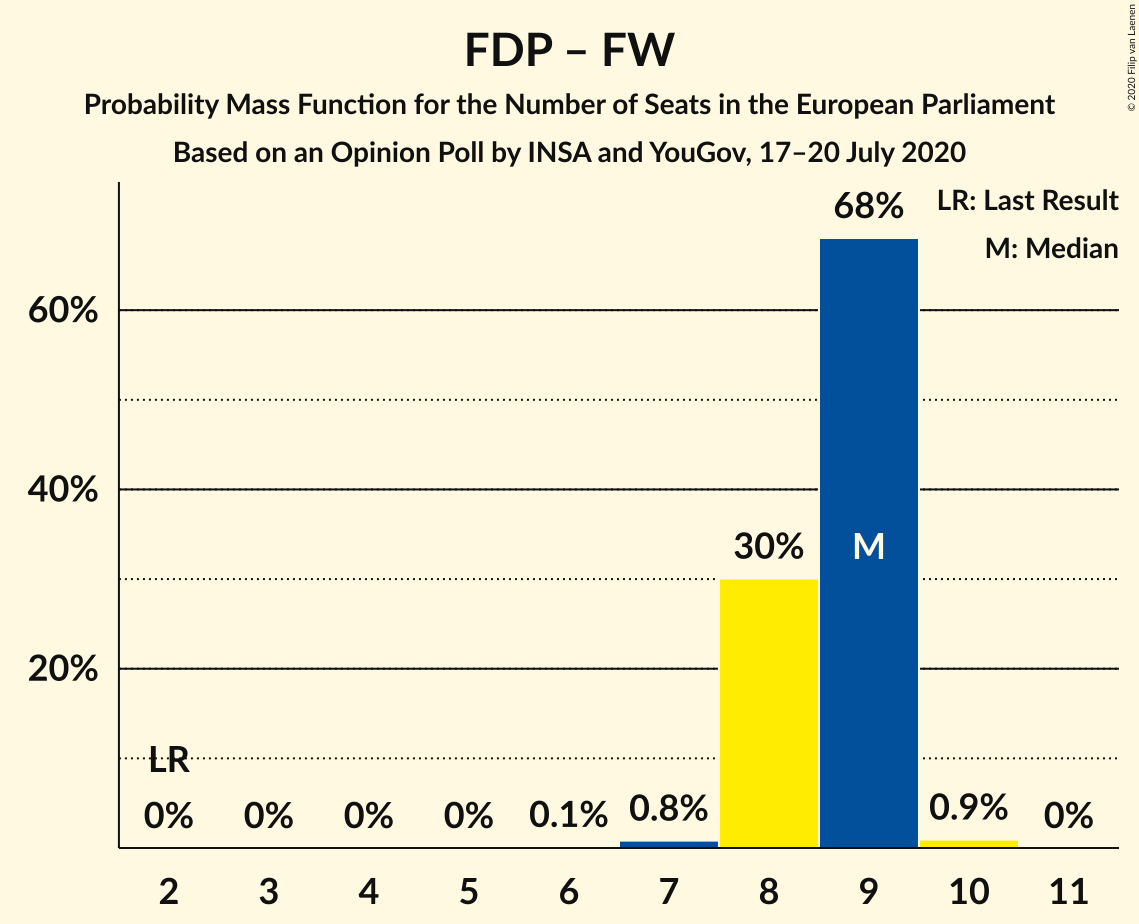 FDP – FW
Probability Mass Function for the Number of Seats in the European Parliament
Based on an Opinion Poll by INSA and YouGov, 17–20 July 2020
© 2020 Filip van Laenen
LR: Last Result
M: Median
68%
60%
40%
30%
M
20%
LR
0% 0% 0% 0% 0.1% 0.8% 0.9% 0%
2 3 4 5 6 7 8 9 10 11